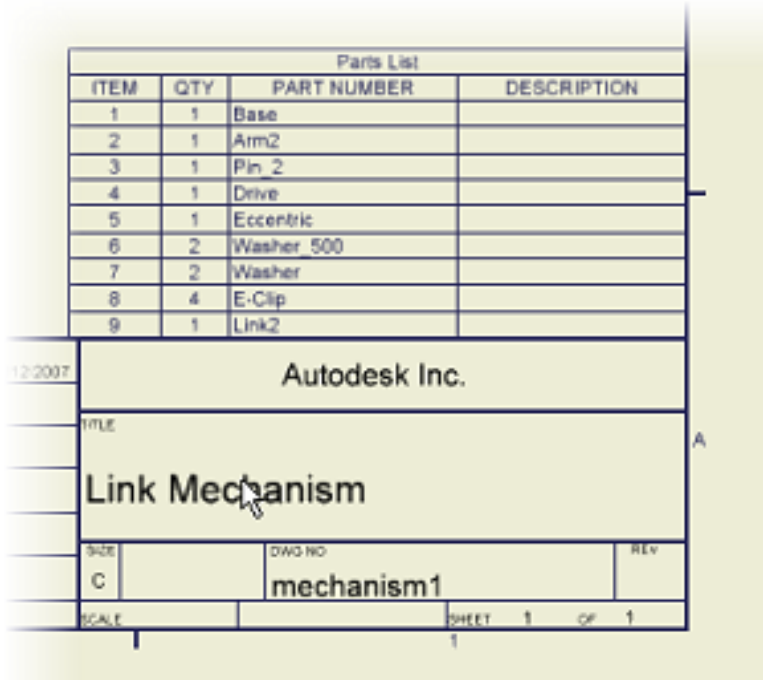 Parts List
ITEM QTY PART NUMBER DESCRIPTION
1 1 Base
2 1 Arm2
3 1 Pin_2
4 1 Drive
5 1 Eccentric
6 2 Washer_500
7 2 Washer
8 4 E-Clip
9 1 Link2
12/2007
Autodesk Inc.
TITLE
A
Link Mechanism
SIZE DWG NO REV
C mechanism1
SCALE SHEET 1 OF 1
1